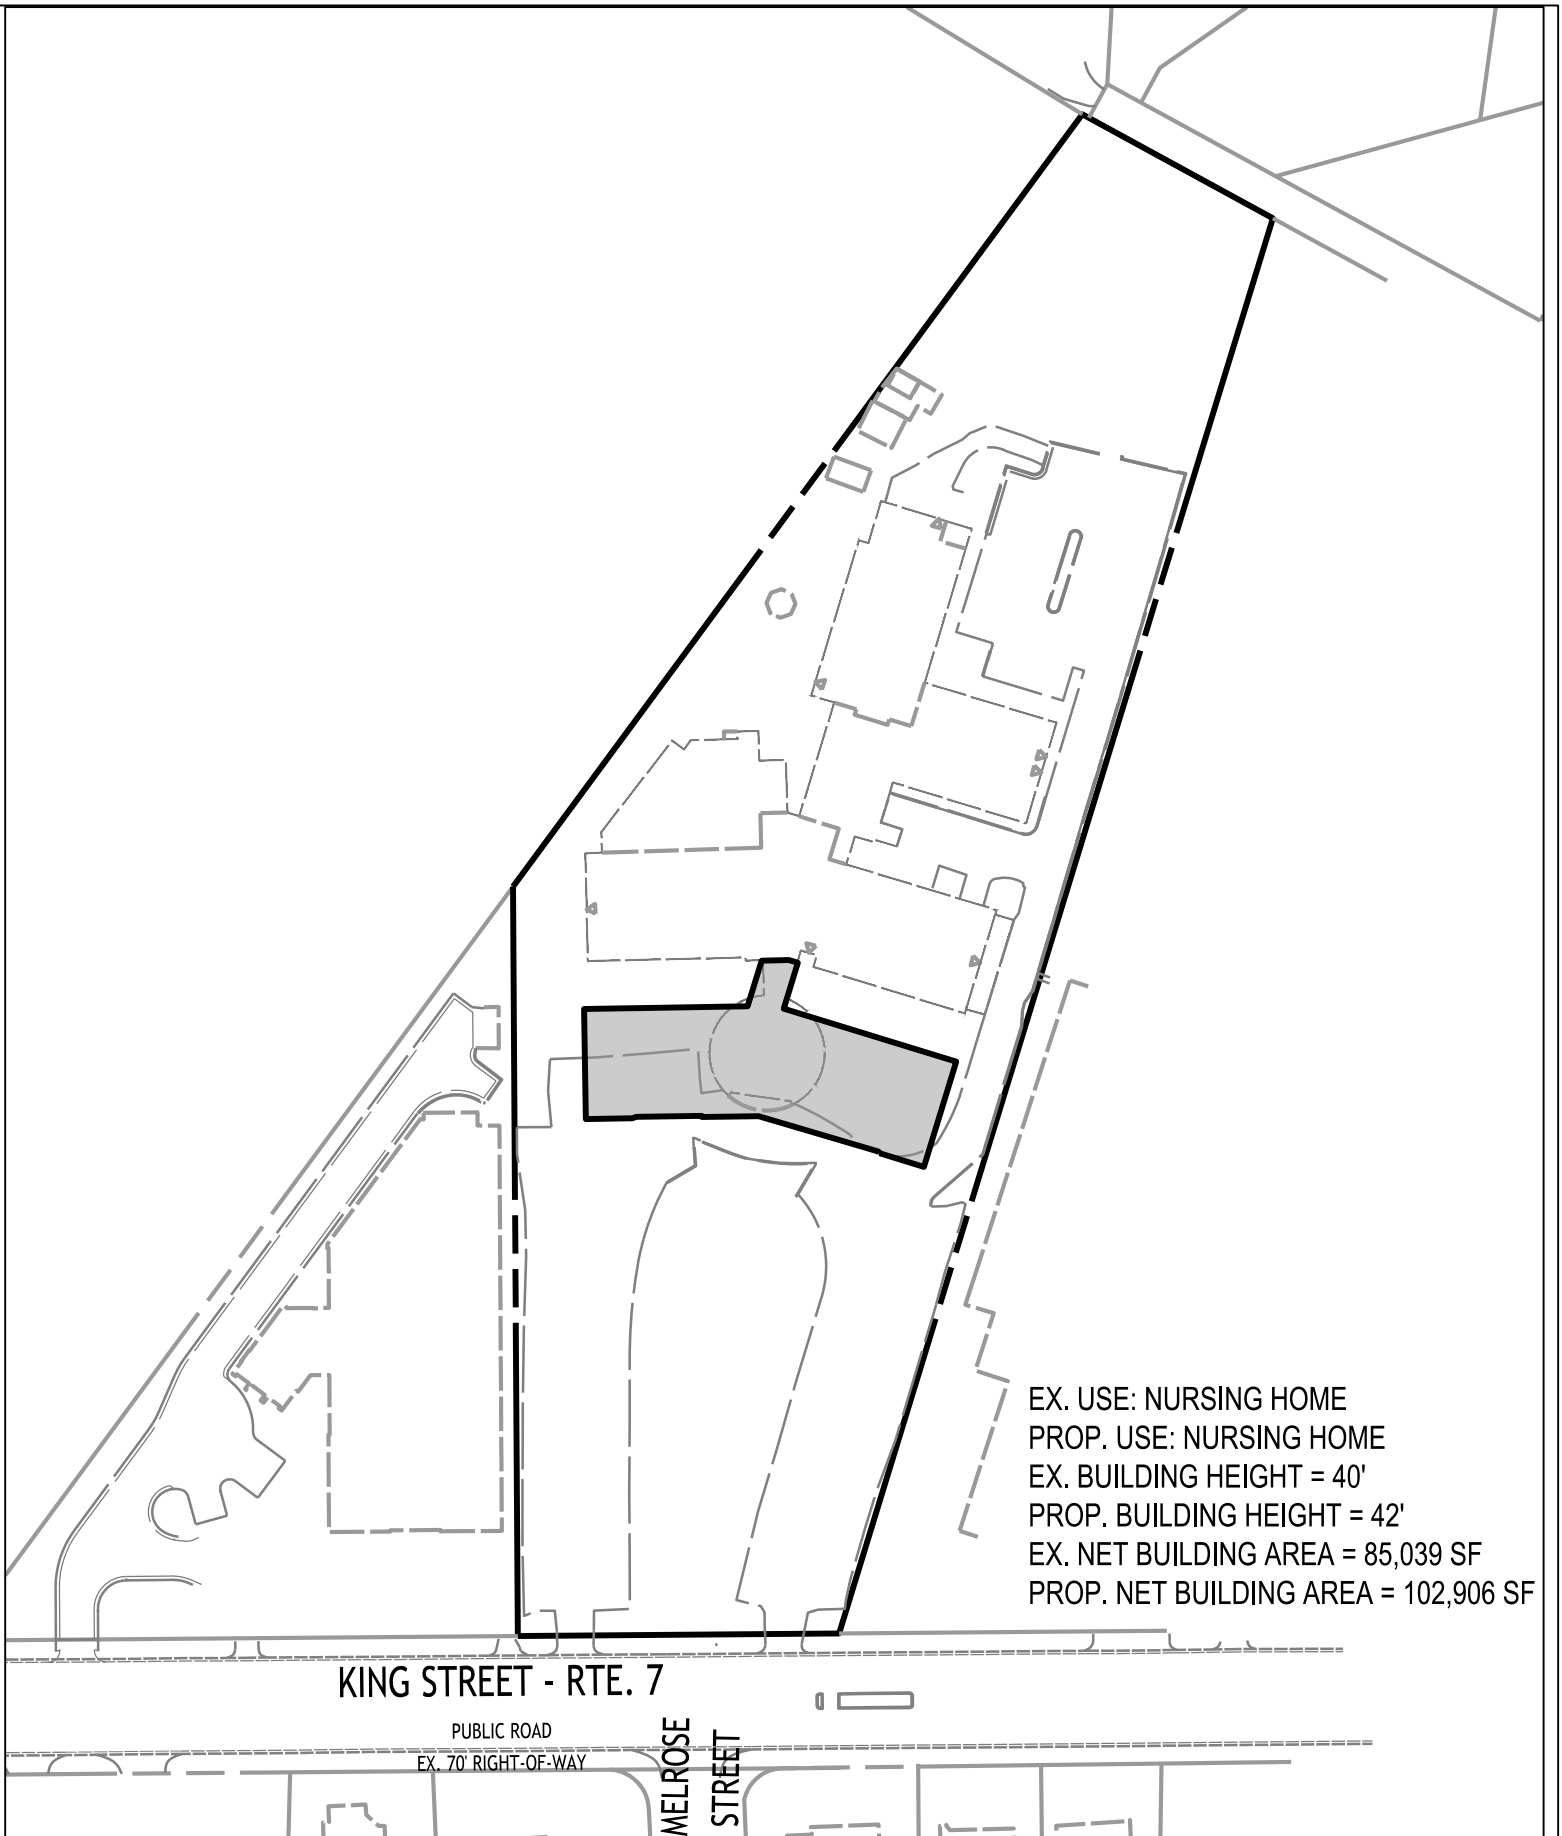 EX. USE: NURSING HOME
PROP. USE: NURSING HOME
EX. BUILDING HEIGHT = 40'
PROP. BUILDING HEIGHT = 42'
EX. NET BUILDING AREA = 85,039 SF
PROP. NET BUILDING AREA = 102,906 SF
KING STREET - RTE. 7
PUBLIC ROAD
EX. 70' RIGHT-OF-WAY
MELROSE
STREET